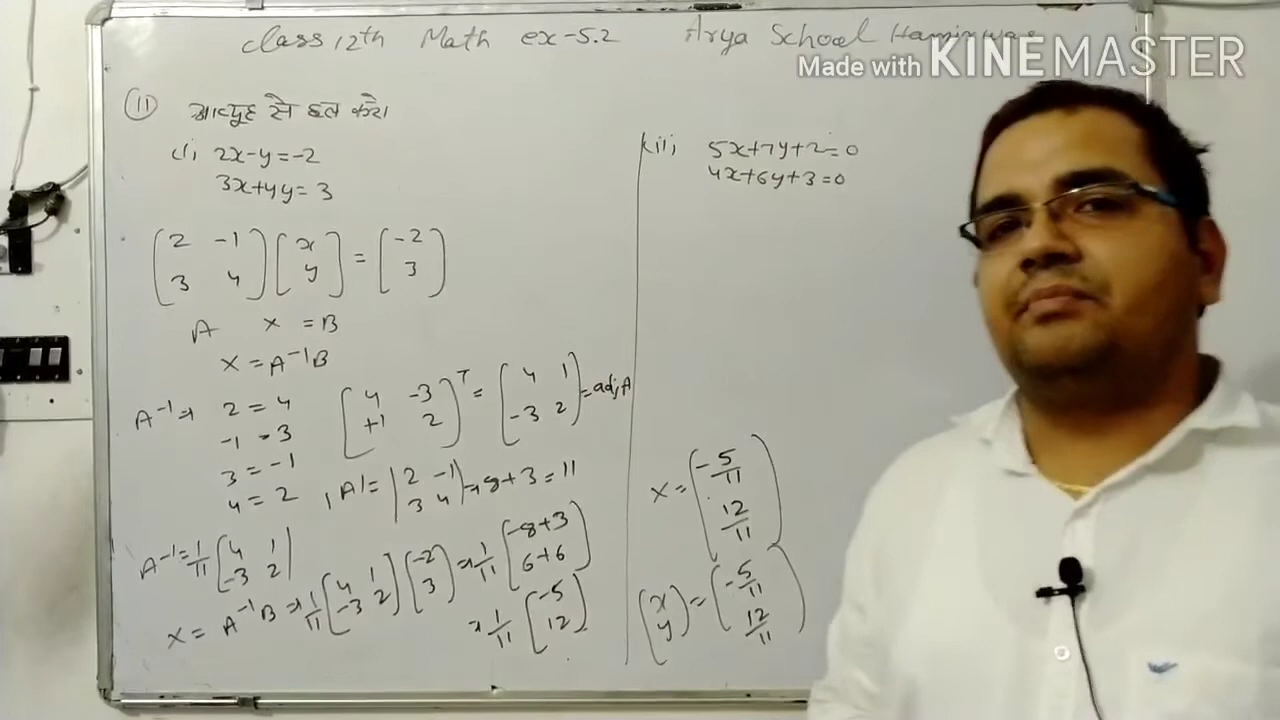 class 12th Math ex-5.2 Arya School
Made with KINEMASTER
(11) आव्यूह से हल करो
(i) 2x-y=-2
3x+4y=3
[2 -1; 3 4] [x; y] = [-2; 3]
A x = B
x = A⁻¹B
A⁻¹⇒ 2=4
-1=3
3=-1
4=2
[4 -3; +1 2]ᵀ = [4 1; -3 2] = adjA
|A| = |2 -1; 3 4| ⇒ 8+3=11
A⁻¹=1/11 [4 1; -3 2]
x = A⁻¹B ⇒ 1/11 [4 1; -3 2] [-2; 3] ⇒ 1/11 [-8+3; 6+6]
⇒ 1/11 [-5; 12]
(ii) 5x+7y+2=0
4x+6y+3=0
x = [-5/11; 12/11]
(x; y) = [-5/11; 12/11]